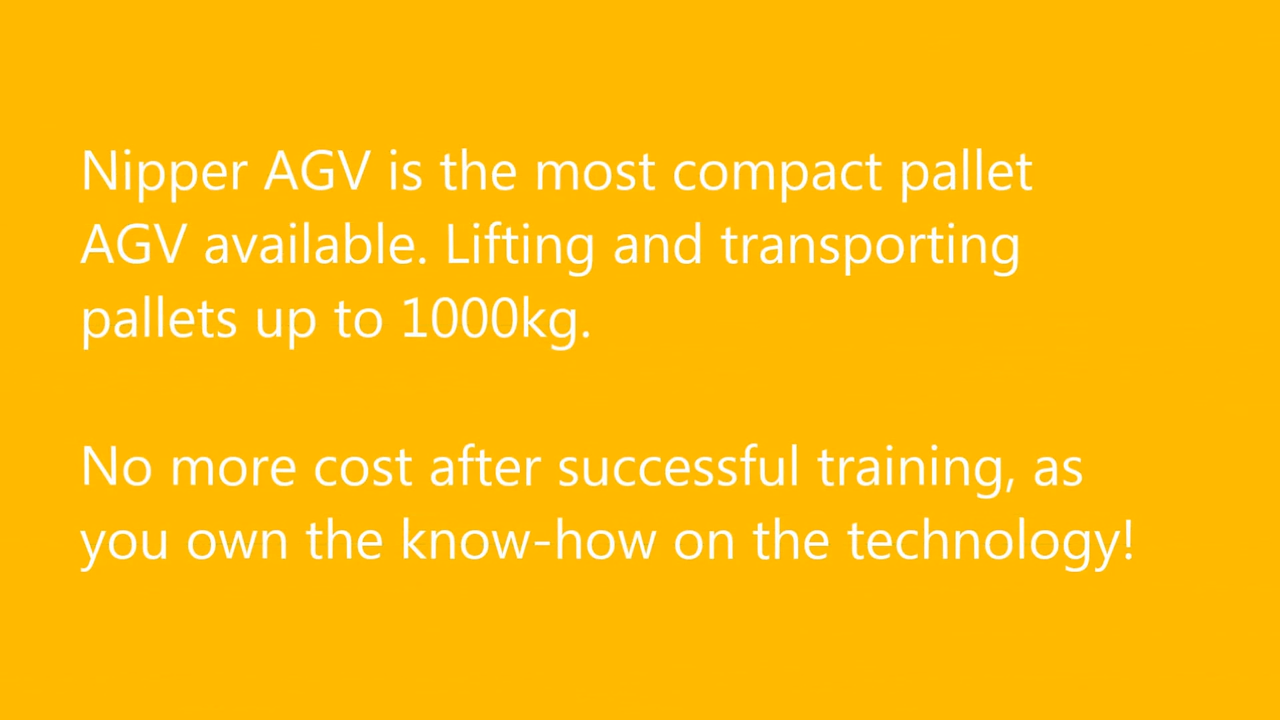 Nipper AGV is the most compact pallet
AGV available. Lifting and transporting
pallets up to 1000kg.
No more cost after successful training, as
you own the know-how on the technology!